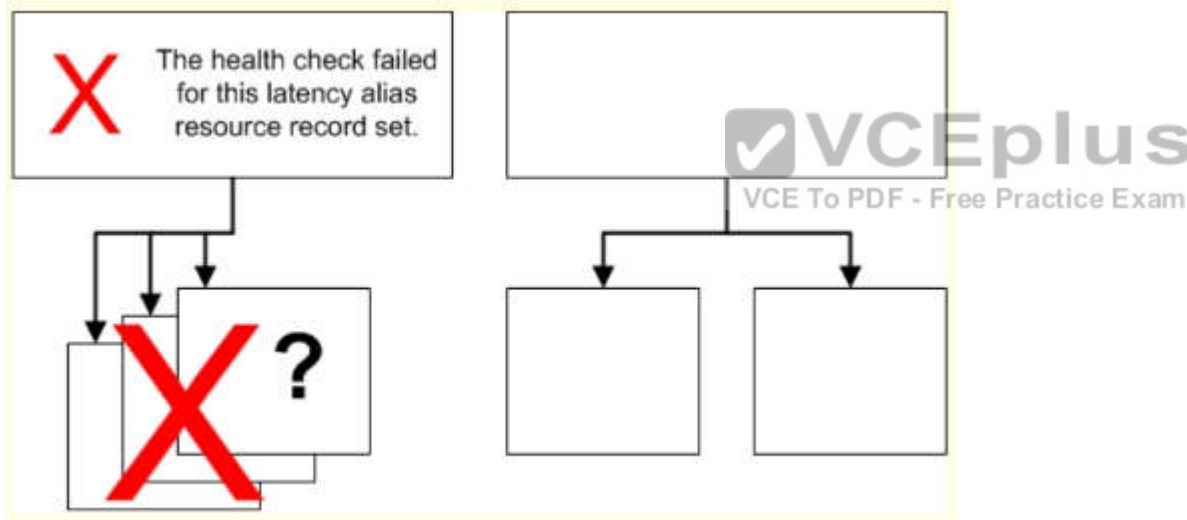 The health check failed
for this latency alias
resource record set.
VCEplus
VCE To PDF - Free Practice Exam
?